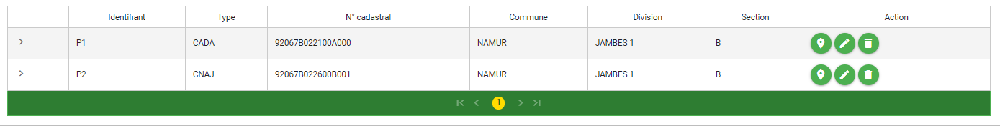 Identifiant Type N° cadastral Commune Division Section Action
P1 CADA 92067B022100A000 NAMUR JAMBES 1 B
P2 CNAJ 92067B022600B001 NAMUR JAMBES 1 B
1